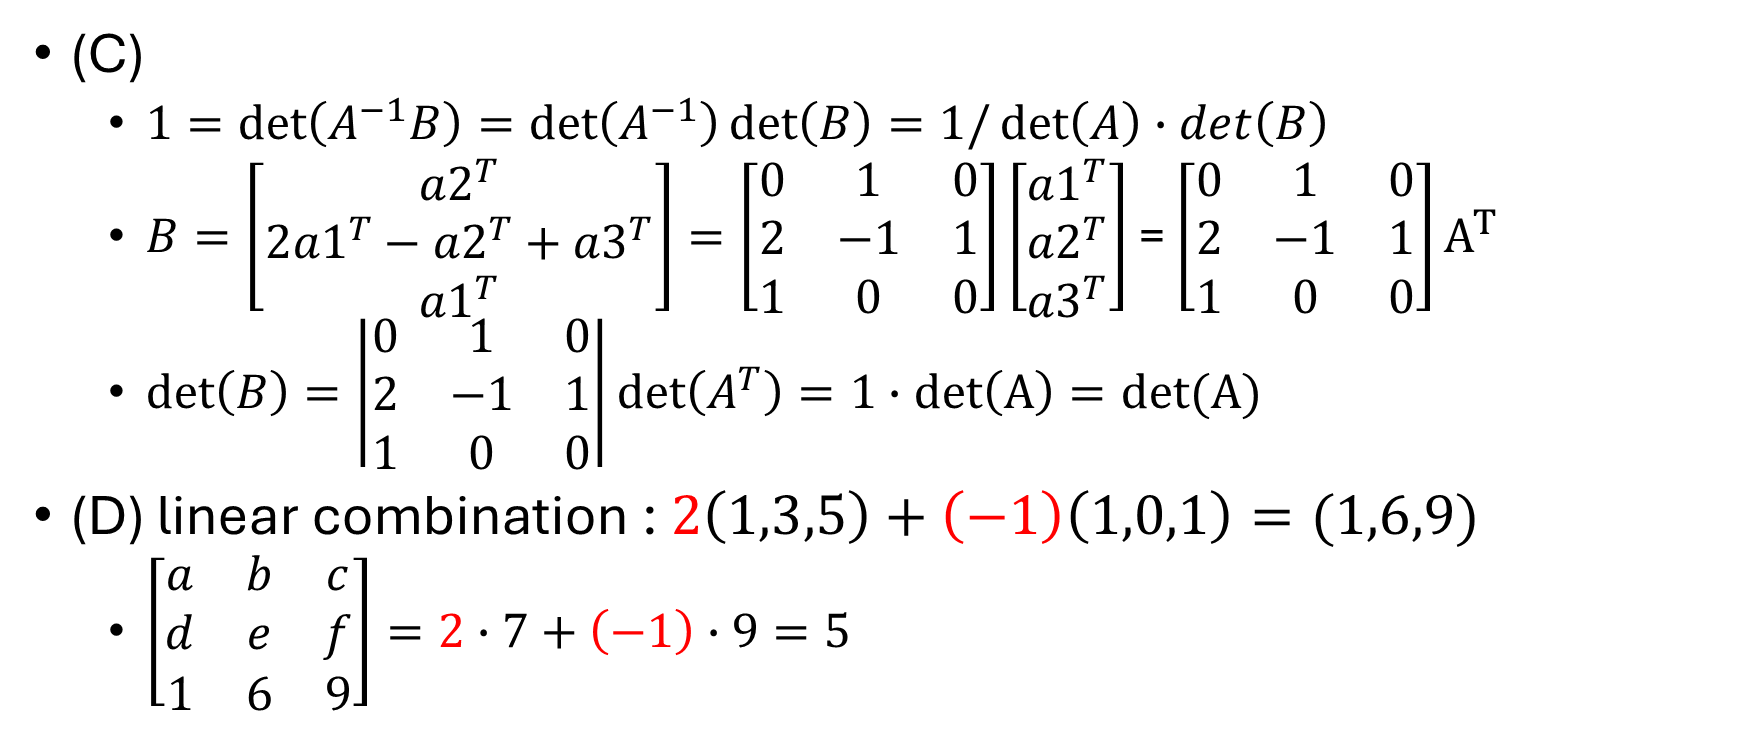 • (C)
• 1 = det(A⁻¹B) = det(A⁻¹) det(B) = 1/ det(A) · det(B)
• B = [a2ᵀ; 2a1ᵀ − a2ᵀ + a3ᵀ; a1ᵀ] = [0 1 0; 2 −1 1; 1 0 0] [a1ᵀ; a2ᵀ; a3ᵀ] = [0 1 0; 2 −1 1; 1 0 0] Aᵀ
• det(B) = |0 1 0; 2 −1 1; 1 0 0| det(Aᵀ) = 1 · det(A) = det(A)
• (D) linear combination : 2(1,3,5) + (−1)(1,0,1) = (1,6,9)
• [a b c; d e f; 1 6 9] = 2 · 7 + (−1) · 9 = 5